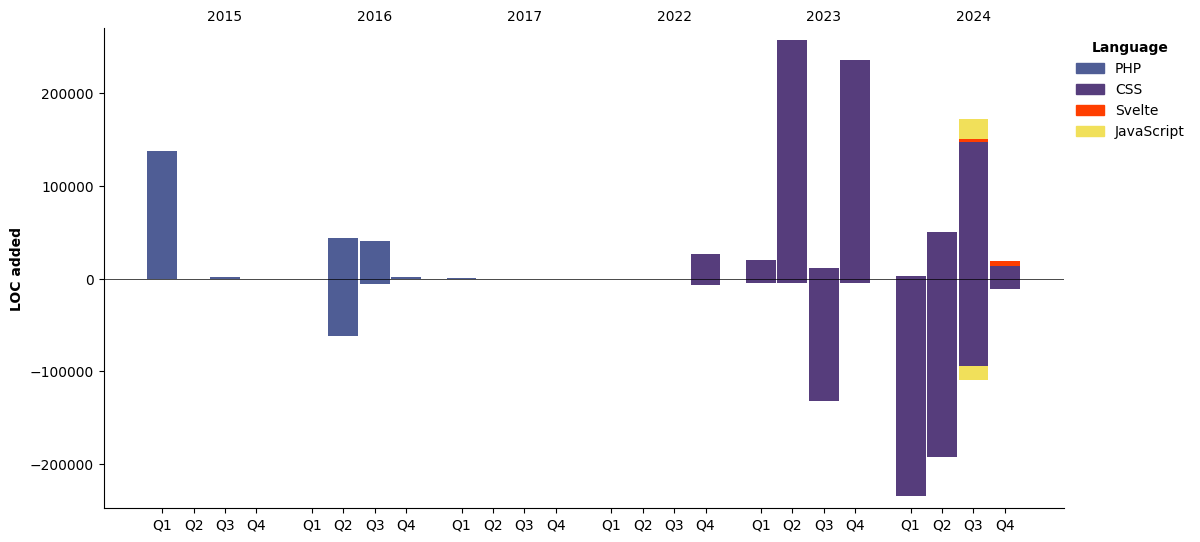 2015 2016 2017 2022 2023 2024
Language
PHP
CSS
Svelte
JavaScript
LOC added
200000
100000
0
−100000
−200000
Q1 Q2 Q3 Q4 Q1 Q2 Q3 Q4 Q1 Q2 Q3 Q4 Q1 Q2 Q3 Q4 Q1 Q2 Q3 Q4 Q1 Q2 Q3 Q4